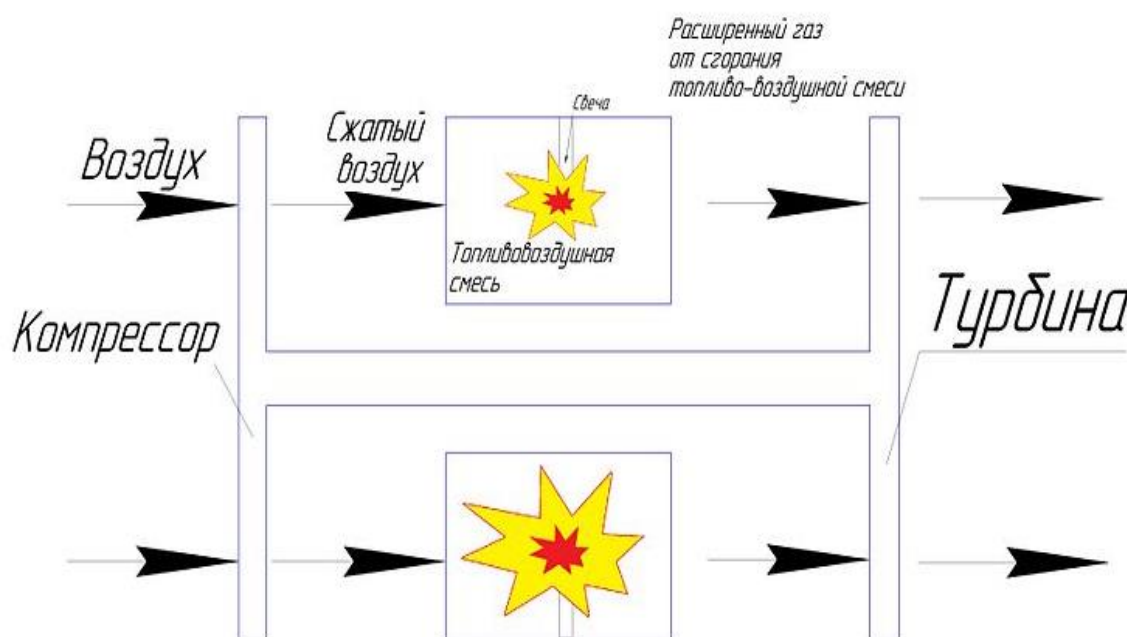 Расширенный газ
от сгорания
топливо-воздушной смеси
Свеча
Воздух
Сжатый
воздух
Топливовоздушная
смесь
Компрессор
Турбина